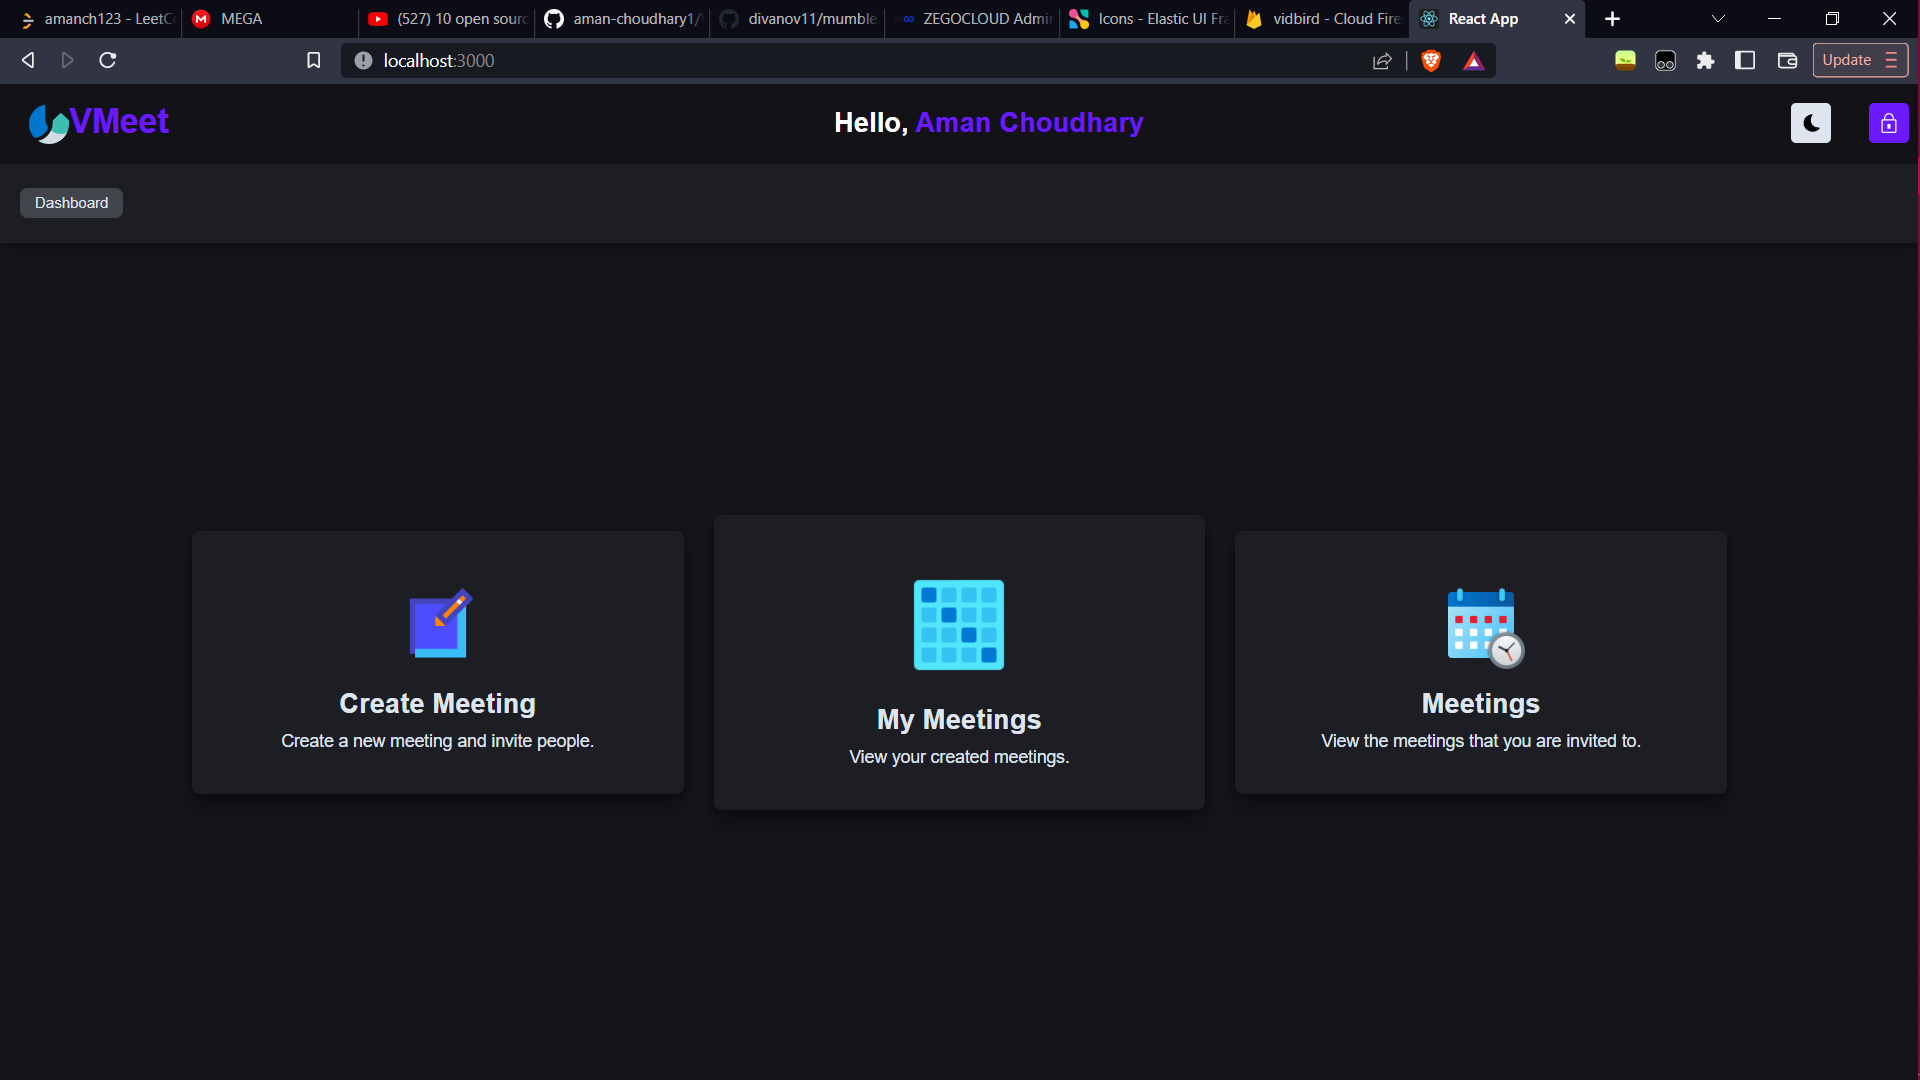 amanch123 - LeetC
MEGA
(527) 10 open sourc
aman-choudhary1/
divanov11/mumble
ZEGOCLOUD Admi
Icons - Elastic UI Fra
vidbird - Cloud Fire
React App
localhost:3000
Update
VMeet
Hello, Aman Choudhary
Dashboard
Create Meeting
Create a new meeting and invite people.
My Meetings
View your created meetings.
Meetings
View the meetings that you are invited to.